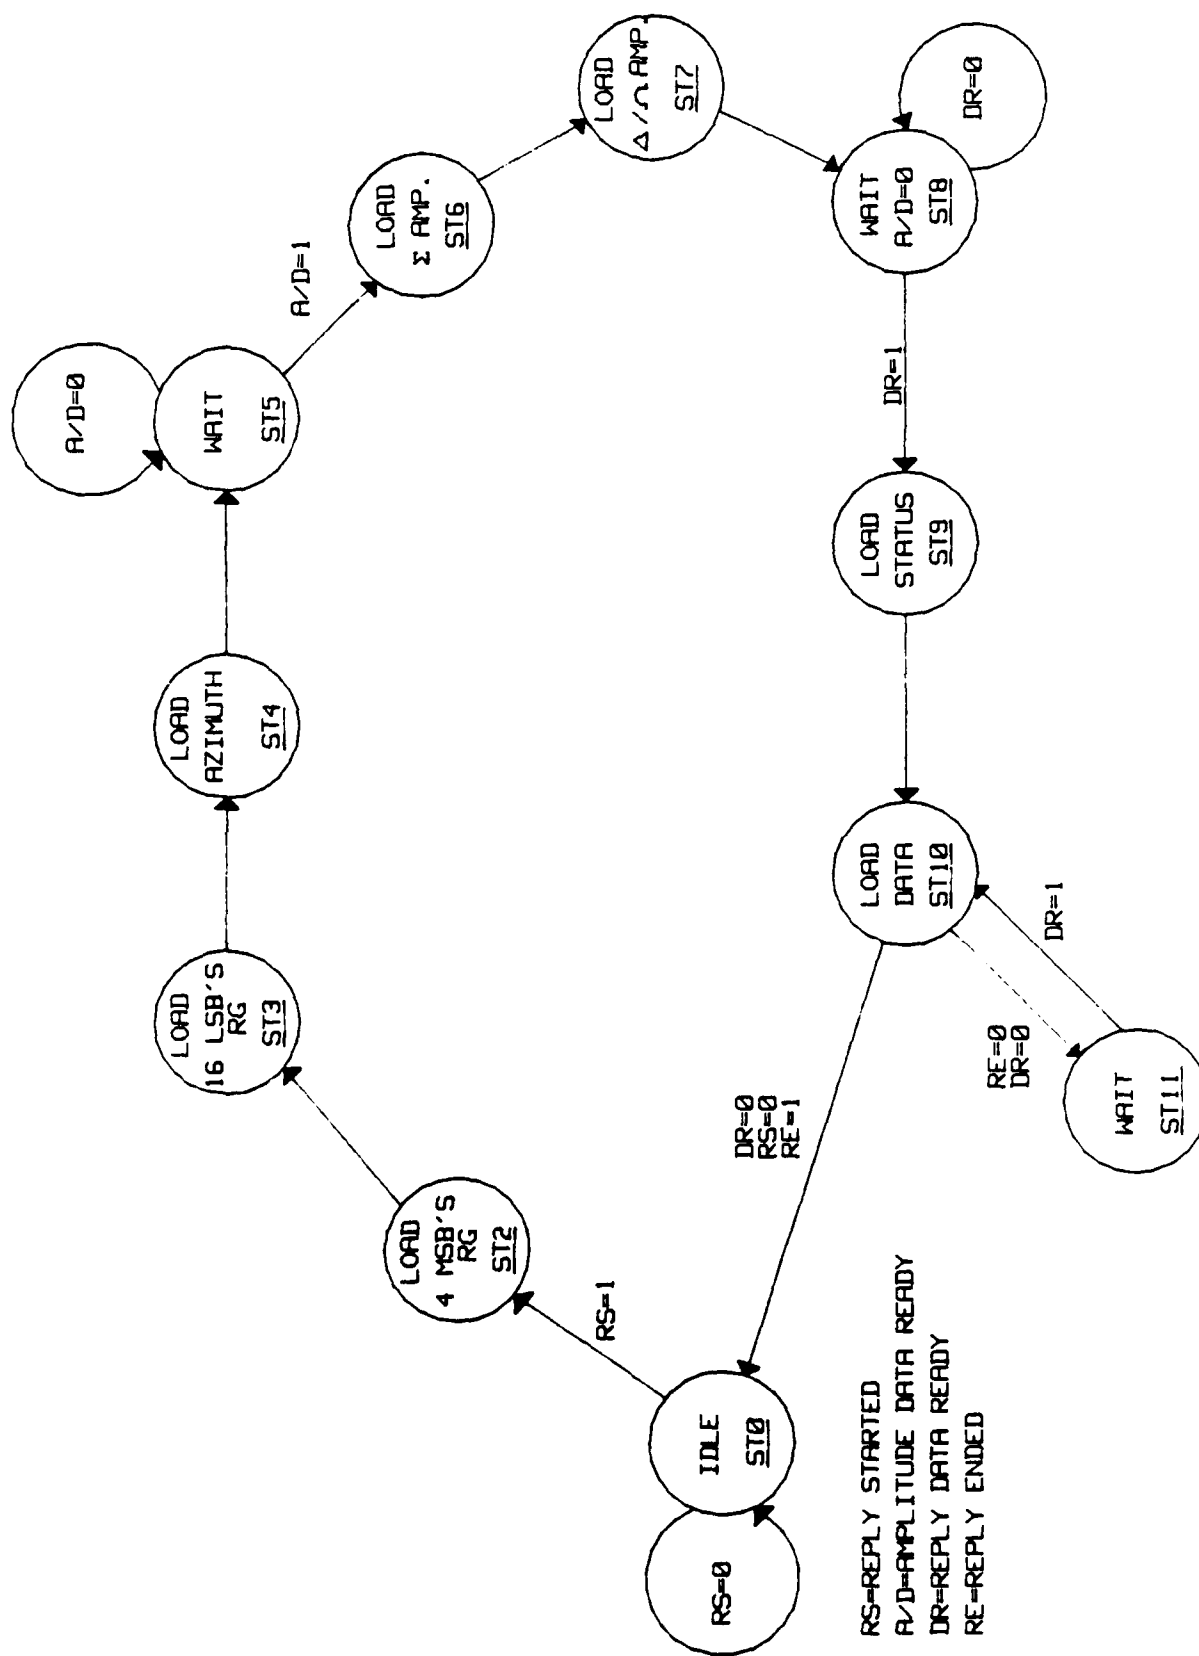 A/D=0
WAIT
ST5
A/D=1
LOAD
Σ AMP.
ST6
LOAD
Δ/Ω AMP.
ST7
LOAD
AZIMUTH
ST4
LOAD
16 LSB'S
RG
ST3
LOAD
4 MSB'S
RG
ST2
RS=1
RS=0
IDLE
ST0
DR=0
RS=0
RE=1
LOAD
DATA
ST10
LOAD
STATUS
ST9
DR=1
WAIT
A/D=0
ST8
DR=0
RE=0
DR=0
DR=1
WAIT
ST11
RS=REPLY STARTED
A/D=AMPLITUDE DATA READY
DR=REPLY DATA READY
RE=REPLY ENDED